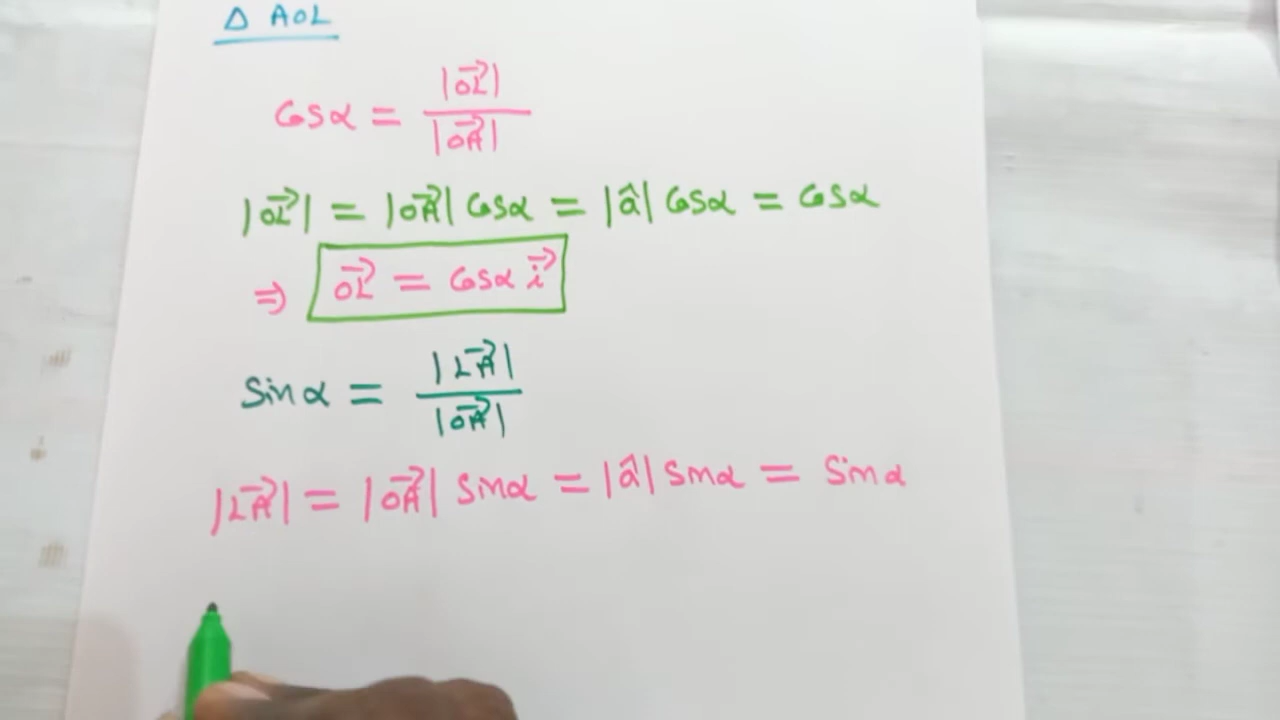 Δ AOL
Cosα = |OL⃗| / |OA⃗|
|OL⃗| = |OA⃗| Cosα = |â| Cosα = Cosα
⇒ OL⃗ = Cosα i⃗
Sinα = |LA⃗| / |OA⃗|
|LA⃗| = |OA⃗| Sinα = |â| Sinα = Sinα